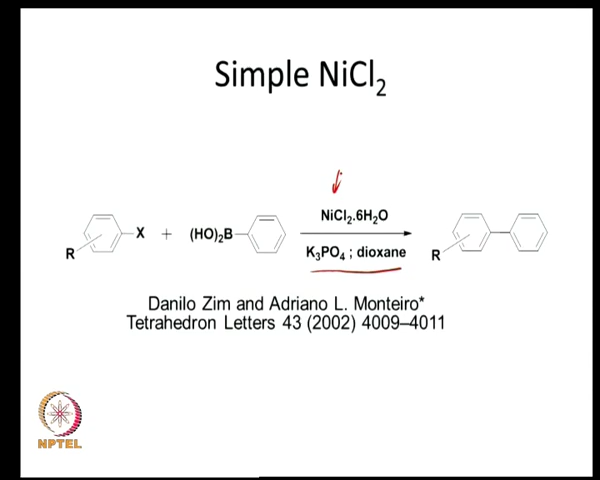 Simple NiCl₂
NiCl₂.6H₂O
R X + (HO)₂B K₃PO₄ ; dioxane R
Danilo Zim and Adriano L. Monteiro*
Tetrahedron Letters 43 (2002) 4009–4011
NPTEL